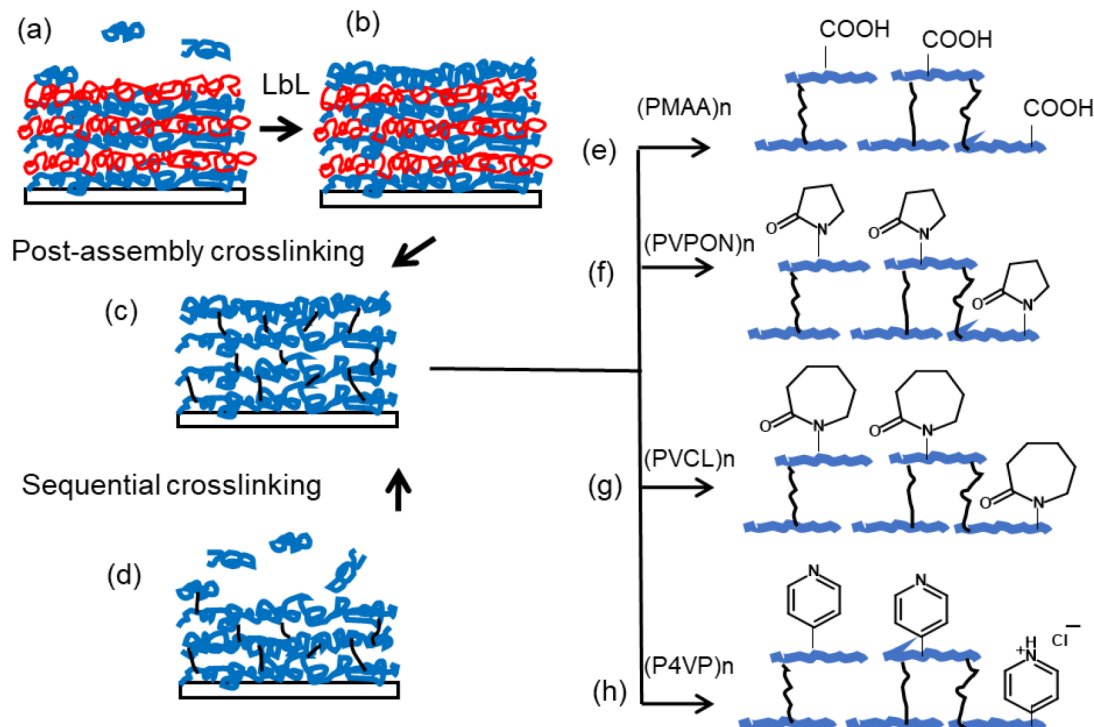 (a)
(b)
LbL
Post-assembly crosslinking
(c)
Sequential crosslinking
(d)
(e)
(PMAA)n
COOH
COOH
COOH
(f)
(PVPON)n
O
N
O
N
O
N
(g)
(PVCL)n
O
N
O
N
O
N
(h)
(P4VP)n
N
N
H
+N
Cl−